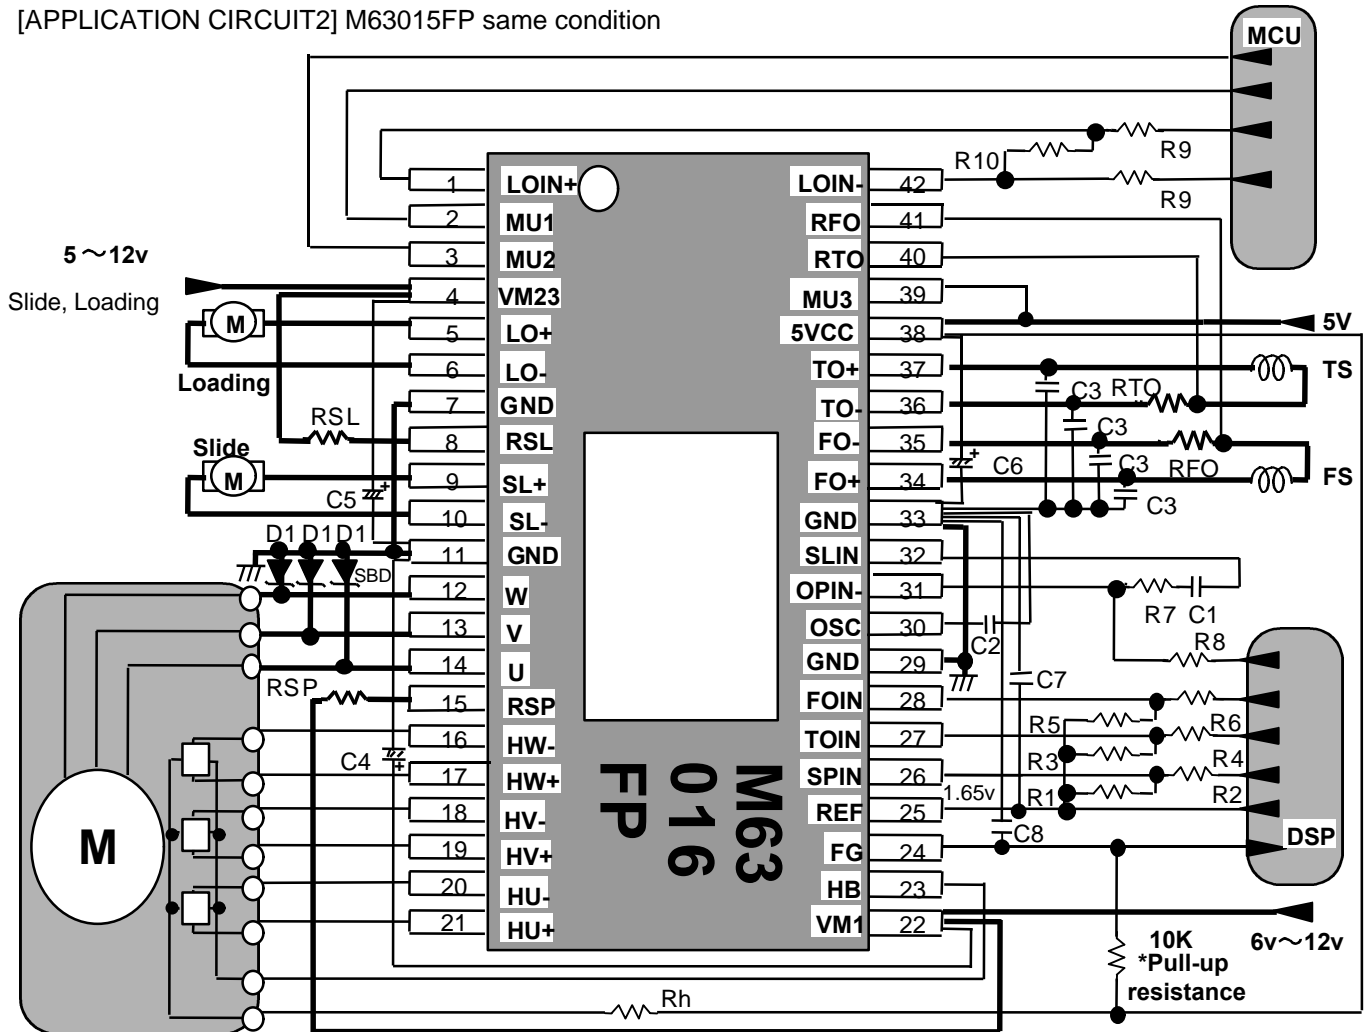 [APPLICATION CIRCUIT2] M63015FP same condition
MCU
R10
R9
R9
5～12v
Slide, Loading
1 LOIN+
2 MU1
3 MU2
4 VM23
5 LO+
6 LO-
7 GND
8 RSL
9 SL+
10 SL-
11 GND
12 W
13 V
14 U
15 RSP
16 HW-
17 HW+
18 HV-
19 HV+
20 HU-
21 HU+
LOIN- 42
RFO 41
RTO 40
MU3 39
5VCC 38
TO+ 37
TO- 36
FO- 35
FO+ 34
GND 33
SLIN 32
OPIN- 31
OSC 30
GND 29
FOIN 28
TOIN 27
SPIN 26
REF 25
FG 24
HB 23
VM1 22
M63
016
FP
M
Loading
RSL
Slide
M
C5
+
D1 D1 D1
SBD
RSP
C4
+
M
5V
TS
C3 RTO
C3
C3
RFO
C3
FS
C6
+
R7 C1
C2
R8
C7
R5
R6
R3
R4
R1
R2
1.65v
C8
DSP
6v～12v
10K
*Pull-up
resistance
Rh